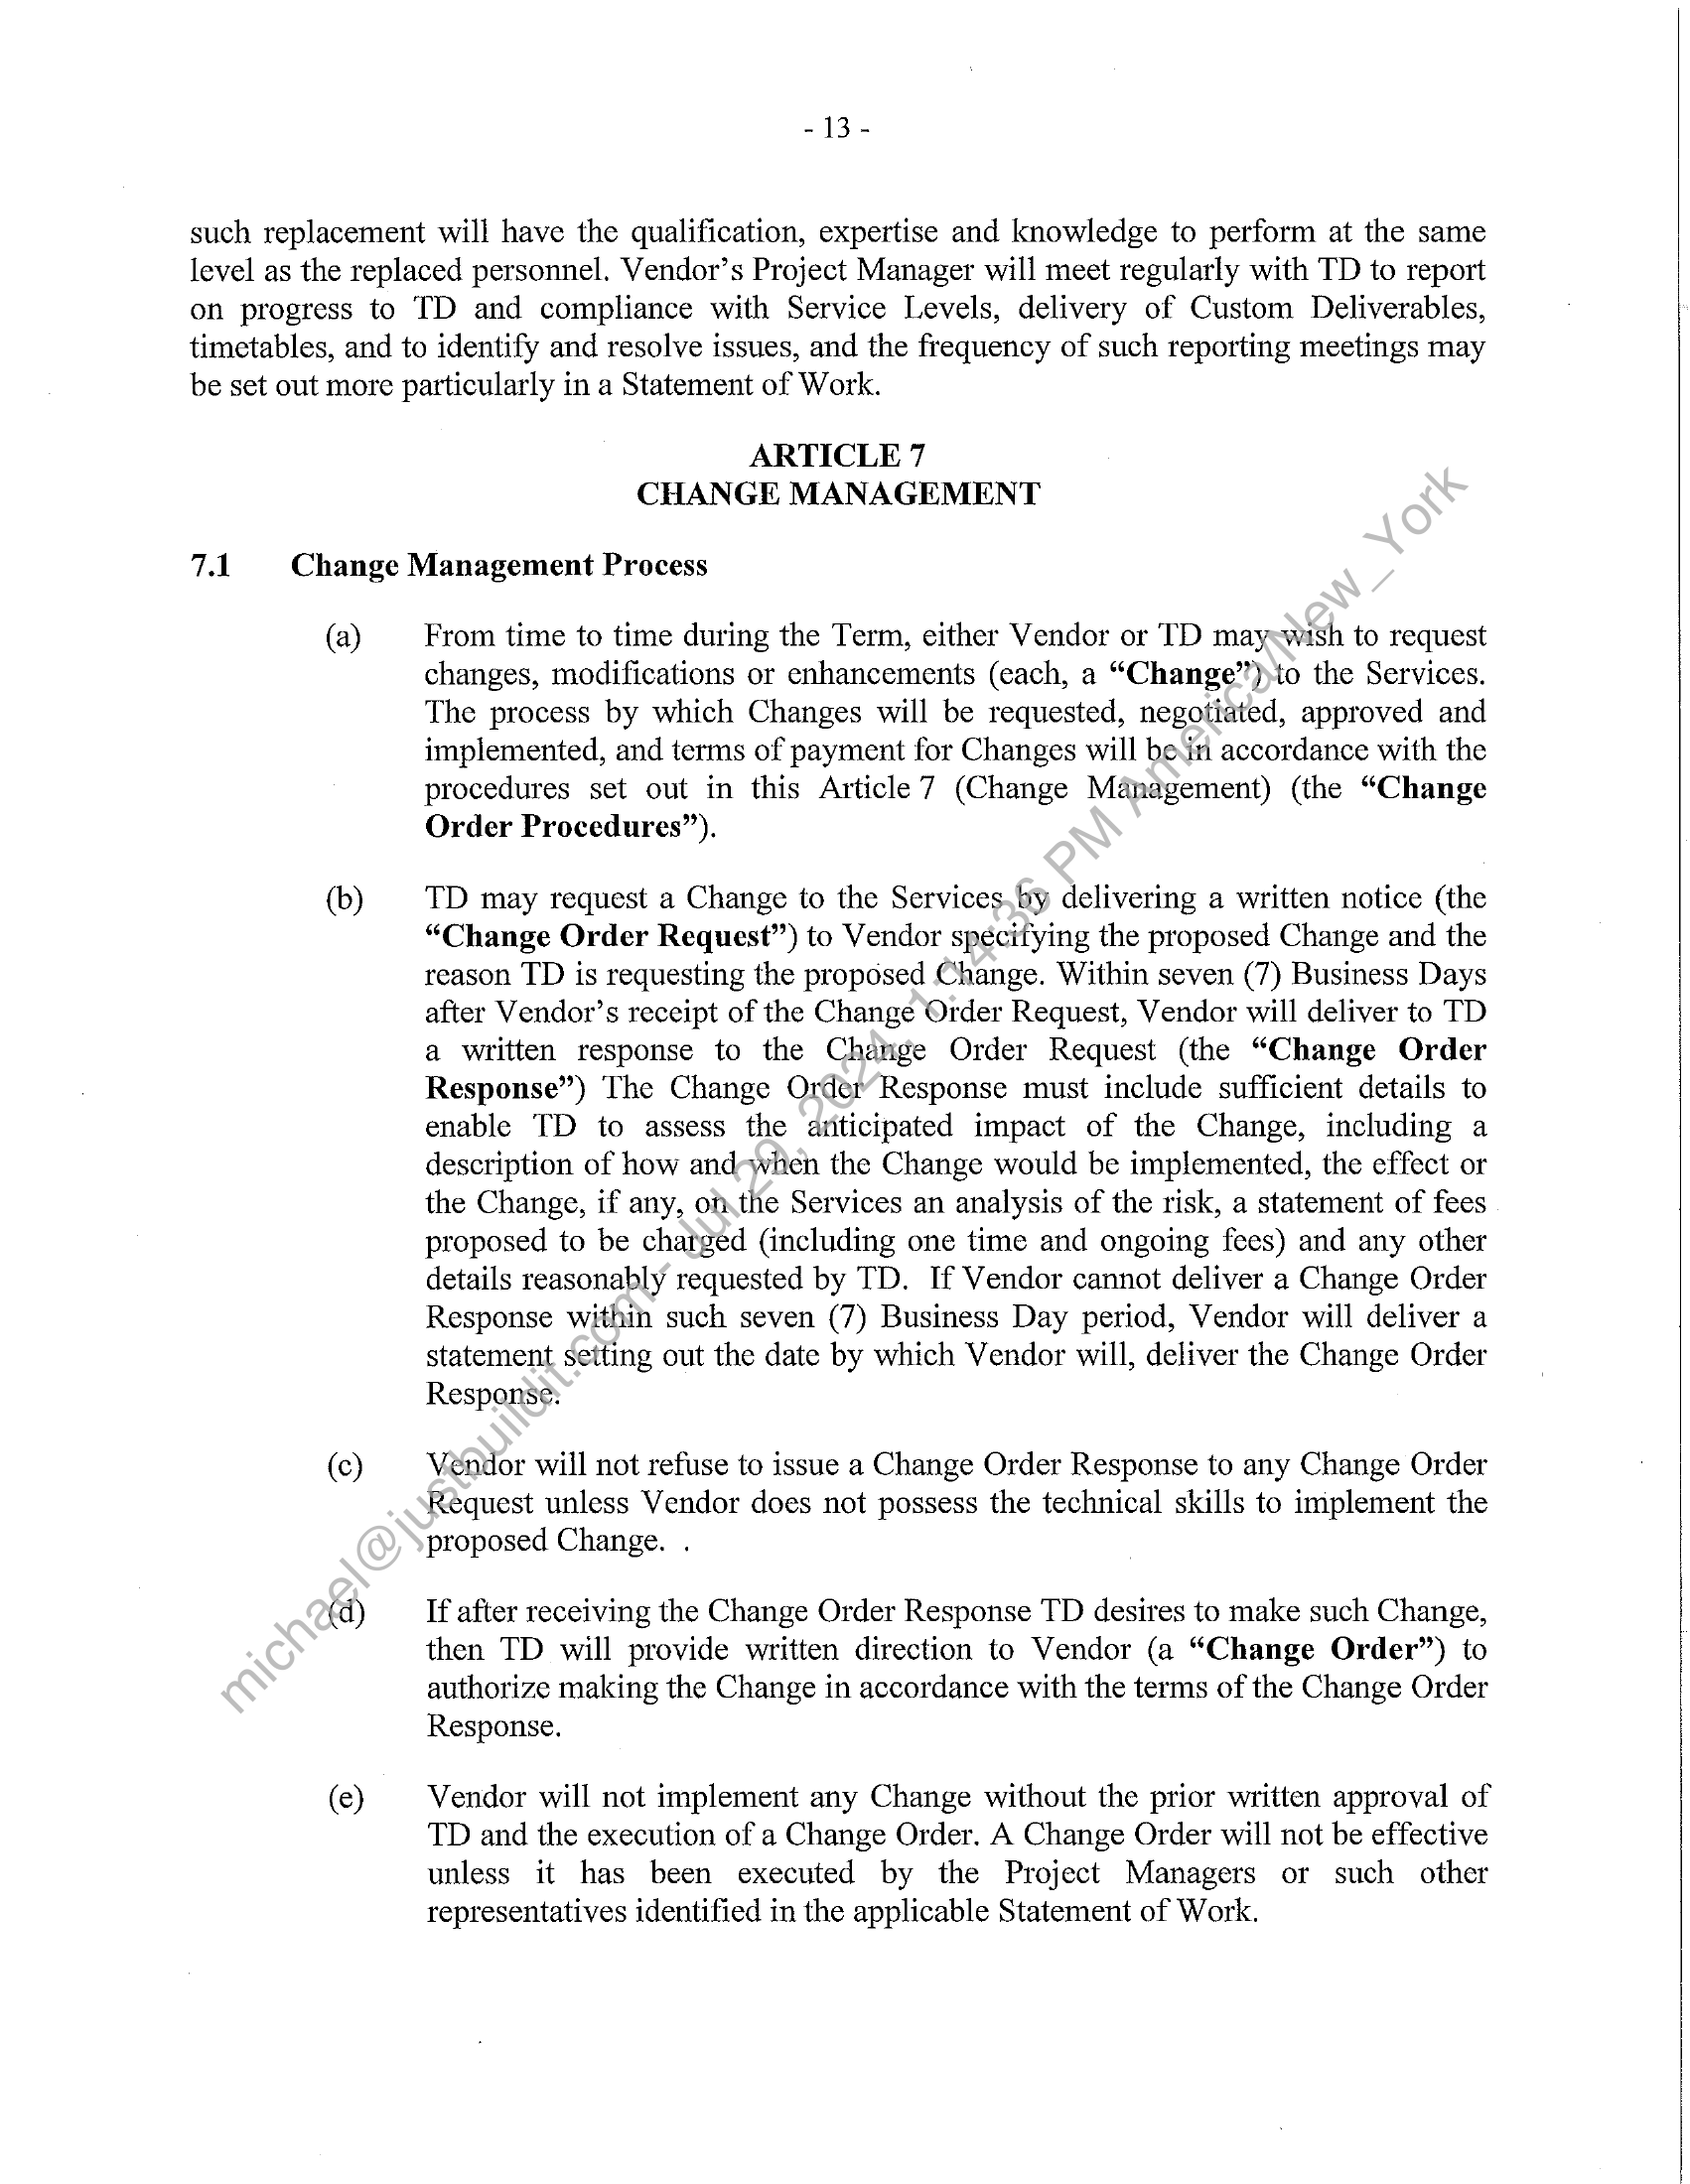 - 13 -
such replacement will have the qualification, expertise and knowledge to perform at the same
level as the replaced personnel. Vendor’s Project Manager will meet regularly with TD to report
on progress to TD and compliance with Service Levels, delivery of Custom Deliverables,
timetables, and to identify and resolve issues, and the frequency of such reporting meetings may
be set out more particularly in a Statement of Work.
ARTICLE 7
CHANGE MANAGEMENT
7.1 Change Management Process
(a) From time to time during the Term, either Vendor or TD may wish to request
changes, modifications or enhancements (each, a “Change”) to the Services.
The process by which Changes will be requested, negotiated, approved and
implemented, and terms of payment for Changes will be in accordance with the
procedures set out in this Article 7 (Change Management) (the “Change
Order Procedures”).
(b) TD may request a Change to the Services by delivering a written notice (the
“Change Order Request”) to Vendor specifying the proposed Change and the
reason TD is requesting the proposed Change. Within seven (7) Business Days
after Vendor’s receipt of the Change Order Request, Vendor will deliver to TD
a written response to the Change Order Request (the “Change Order
Response”) The Change Order Response must include sufficient details to
enable TD to assess the anticipated impact of the Change, including a
description of how and when the Change would be implemented, the effect or
the Change, if any, on the Services an analysis of the risk, a statement of fees
proposed to be charged (including one time and ongoing fees) and any other
details reasonably requested by TD. If Vendor cannot deliver a Change Order
Response within such seven (7) Business Day period, Vendor will deliver a
statement setting out the date by which Vendor will, deliver the Change Order
Response.
(c) Vendor will not refuse to issue a Change Order Response to any Change Order
Request unless Vendor does not possess the technical skills to implement the
proposed Change. .
(d) If after receiving the Change Order Response TD desires to make such Change,
then TD will provide written direction to Vendor (a “Change Order”) to
authorize making the Change in accordance with the terms of the Change Order
Response.
(e) Vendor will not implement any Change without the prior written approval of
TD and the execution of a Change Order. A Change Order will not be effective
unless it has been executed by the Project Managers or such other
representatives identified in the applicable Statement of Work.
michael@justbuildit.com - Jul 29, 2024, 1:14:36 PM America/New_York